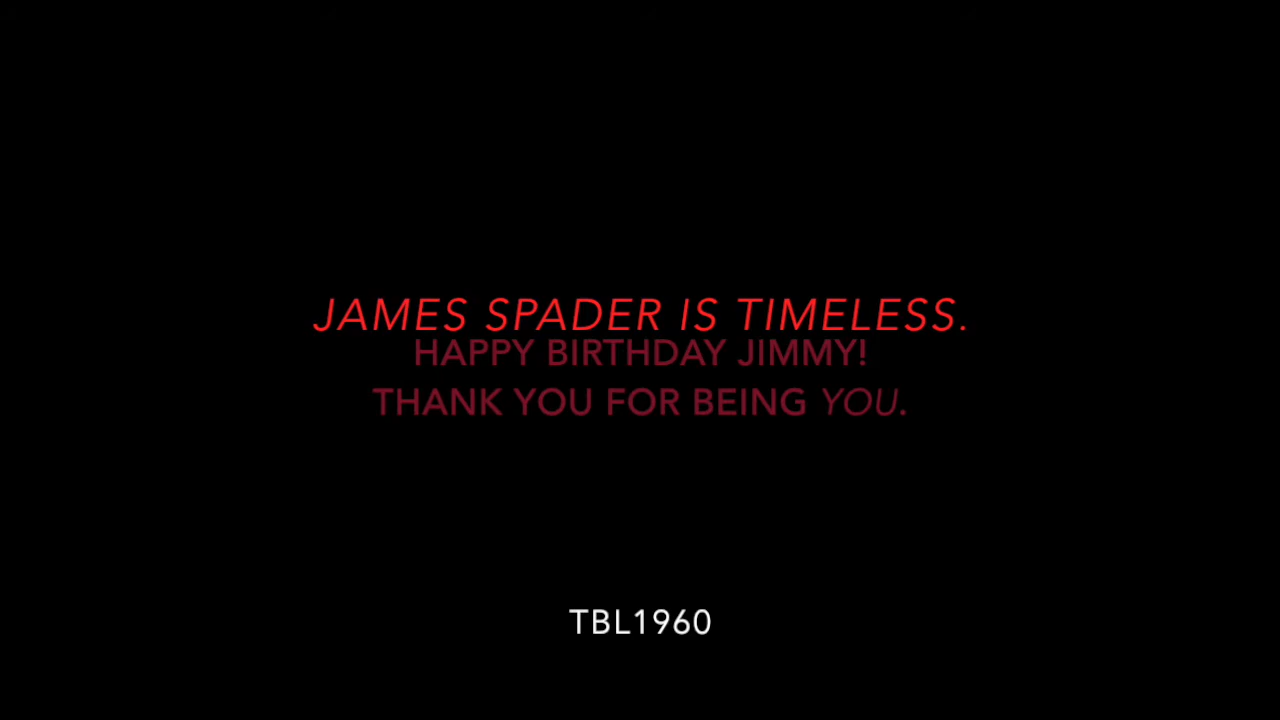 JAMES SPADER IS TIMELESS.
HAPPY BIRTHDAY JIMMY!
THANK YOU FOR BEING YOU.
TBL1960